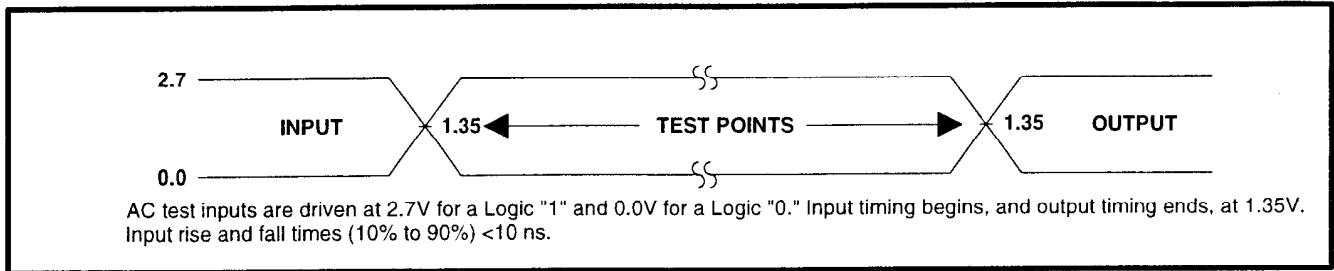 2.7
INPUT 1.35 TEST POINTS 1.35 OUTPUT
0.0
AC test inputs are driven at 2.7V for a Logic "1" and 0.0V for a Logic "0." Input timing begins, and output timing ends, at 1.35V.
Input rise and fall times (10% to 90%) <10 ns.